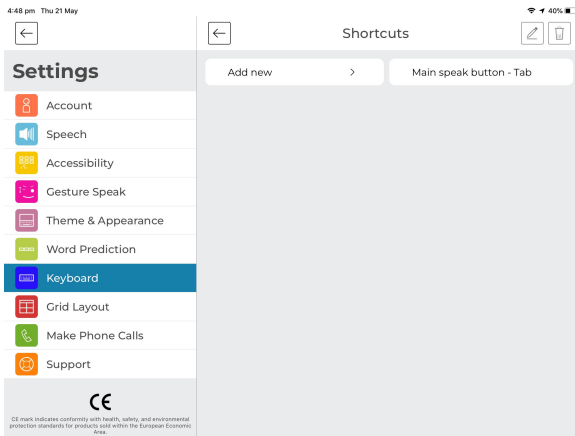 4:48 pm Thu 21 May
40%
Settings
Account
Speech
Accessibility
Gesture Speak
Theme & Appearance
Word Prediction
Keyboard
Grid Layout
Make Phone Calls
Support
CE
CE mark indicates conformity with health, safety, and environmental
protection standards for products sold within the European Economic
Area.
Shortcuts
Add new
Main speak button - Tab